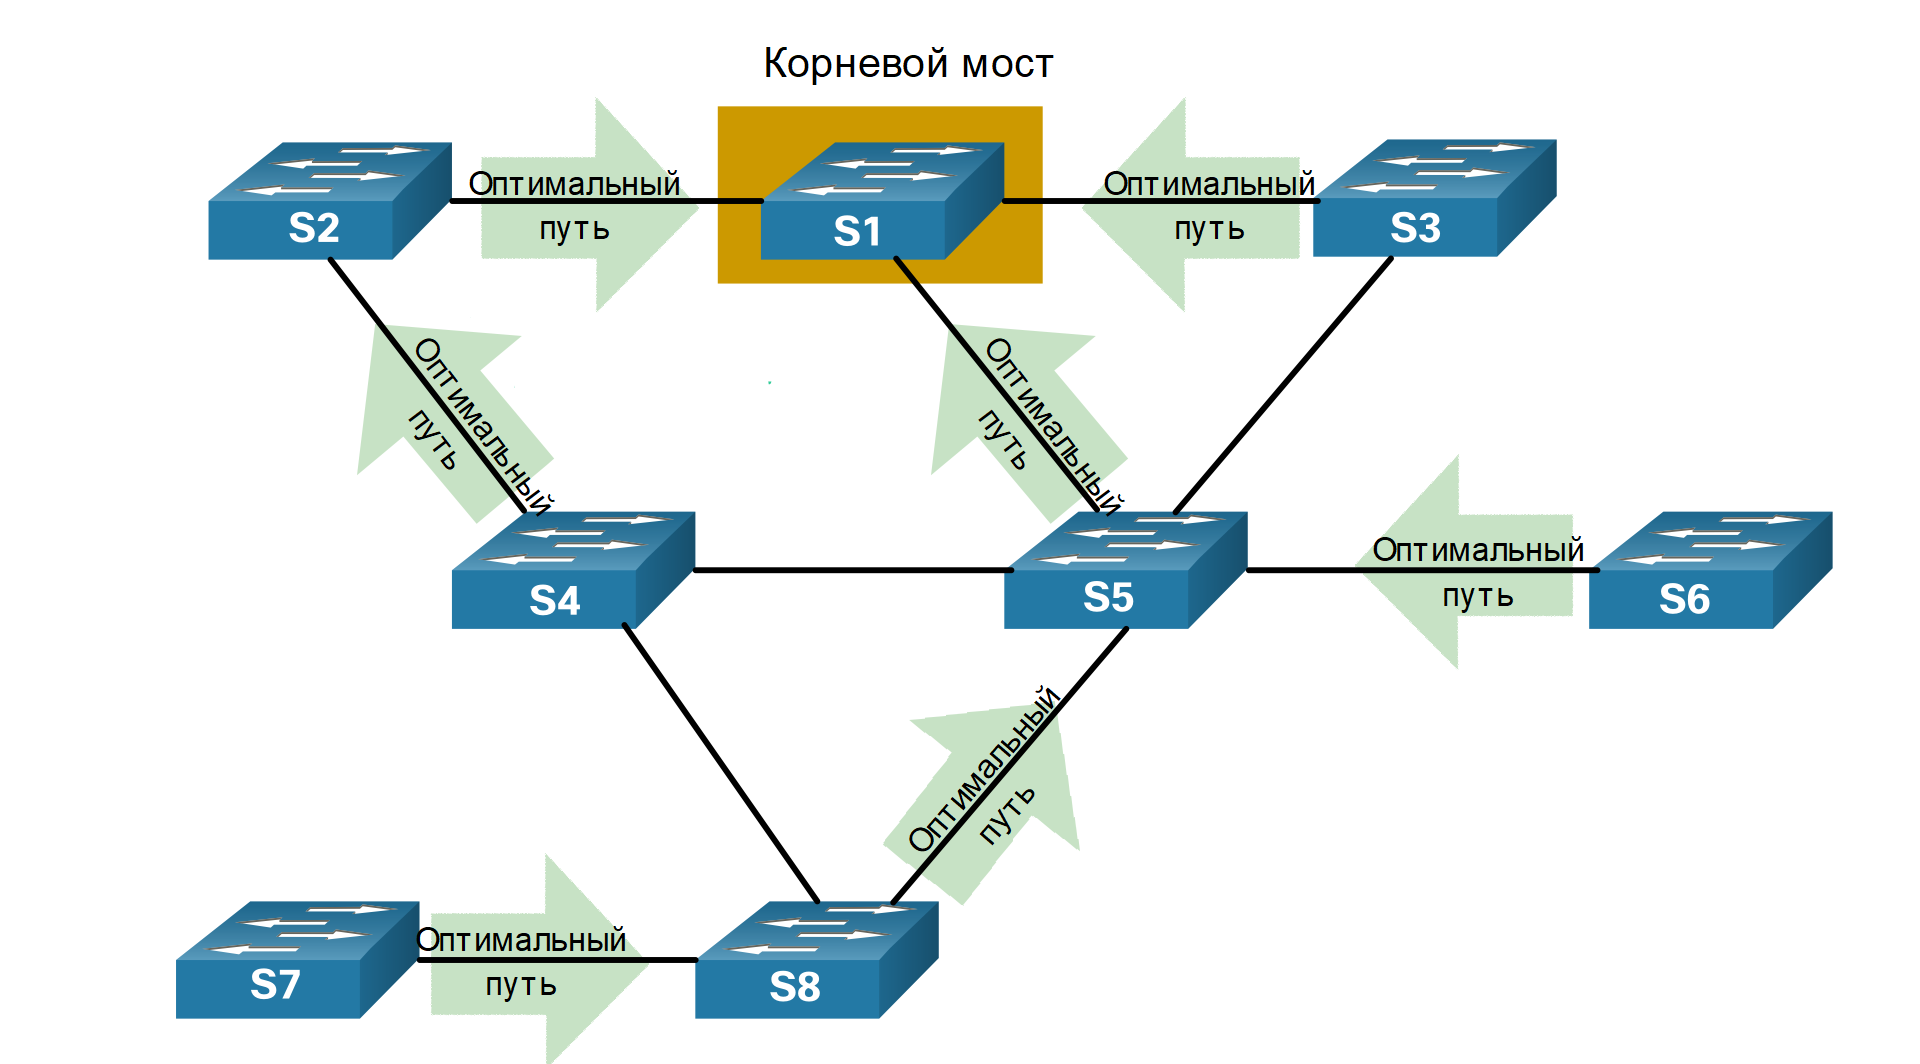 Корневой мост
Оптимальный
путь
Оптимальный
путь
S2
S1
S3
Оптимальный
путь
Оптимальный
путь
Оптимальный
путь
S4
S5
S6
Оптимальный
путь
Оптимальный
путь
S7
S8